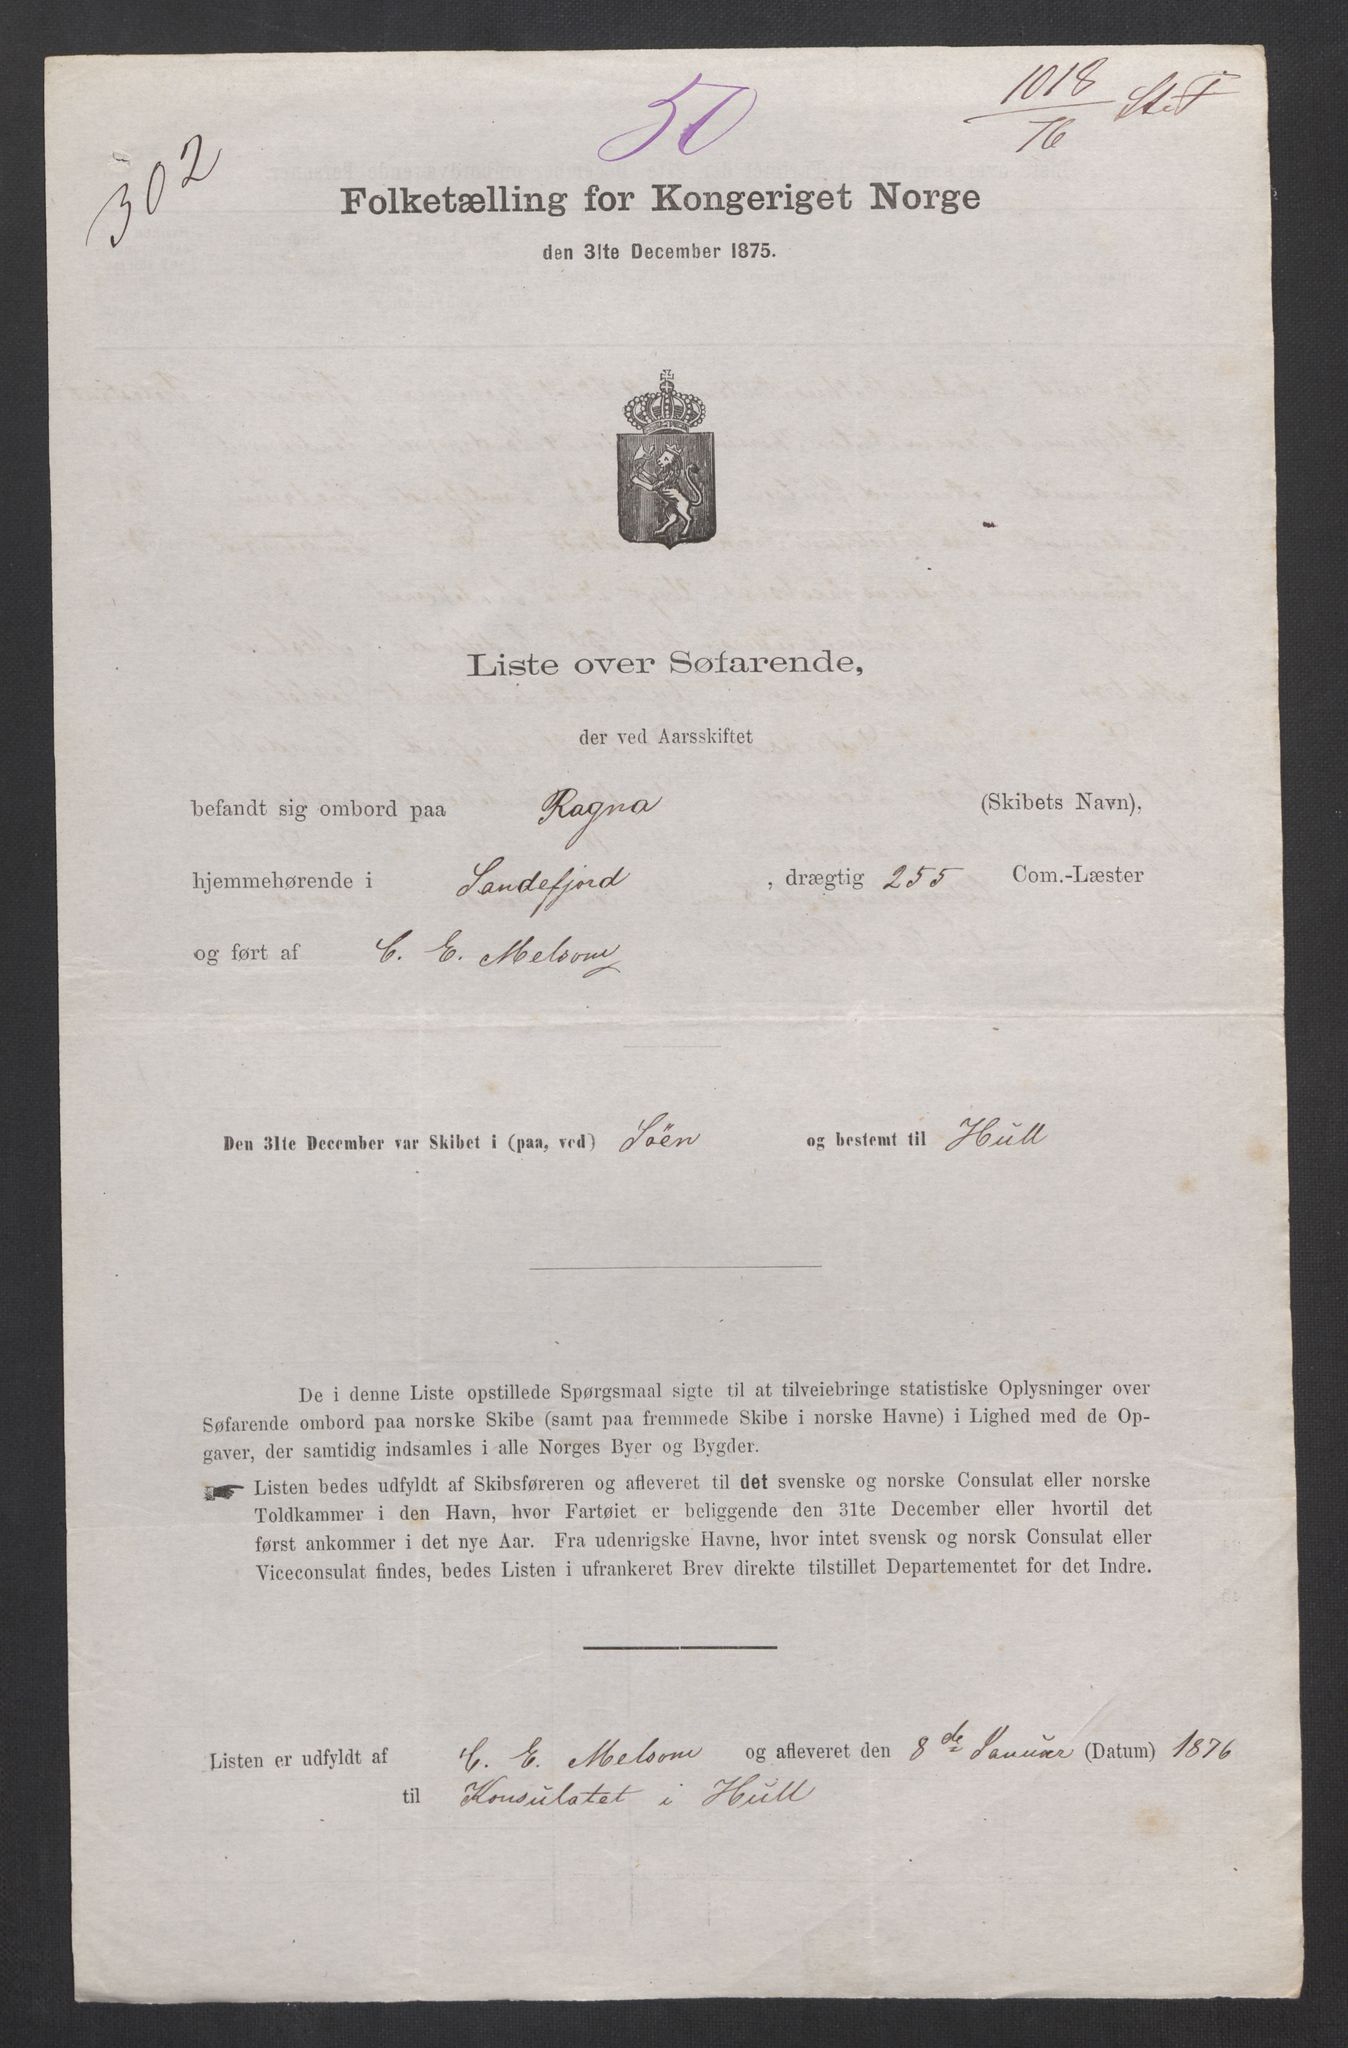 302
50
1018
76
Folketælling for Kongeriget Norge
den 31te December 1875.
Liste over Søfarende,
der ved Aarsskiftet
befandt sig ombord paa Ragna (Skibets Navn),
hjemmehørende i Sandefjord , drægtig 255 Com.-Læster
og ført af C. E. Melsom
Den 31te December var Skibet i (paa, ved) Söen og bestemt til Hull
De i denne Liste opstillede Spørgsmaal sigte til at tilveiebringe statistiske Oplysninger over
Søfarende ombord paa norske Skibe (samt paa fremmede Skibe i norske Havne) i Lighed med de Op-
gaver, der samtidig indsamles i alle Norges Byer og Bygder.
Listen bedes udfyldt af Skibsføreren og afleveret til det svenske og norske Consulat eller norske
Toldkammer i den Havn, hvor Fartøiet er beliggende den 31te December eller hvortil det
først ankommer i det nye Aar. Fra udenrigske Havne, hvor intet svensk og norsk Consulat eller
Viceconsulat findes, bedes Listen i ufrankeret Brev direkte tilstillet Departementet for det Indre.
Listen er udfyldt af C. E. Melsom og afleveret den 8de Januar (Datum) 1876
til Konsulatet i Hull